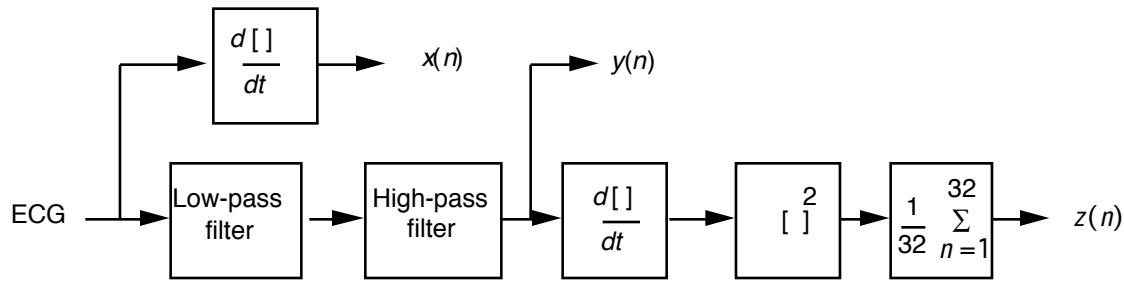 d [ ]
dt
x(n)
y(n)
ECG
Low-pass
filter
High-pass
filter
d [ ]
dt
[ ]²
1
32
32
Σ
n = 1
z(n)